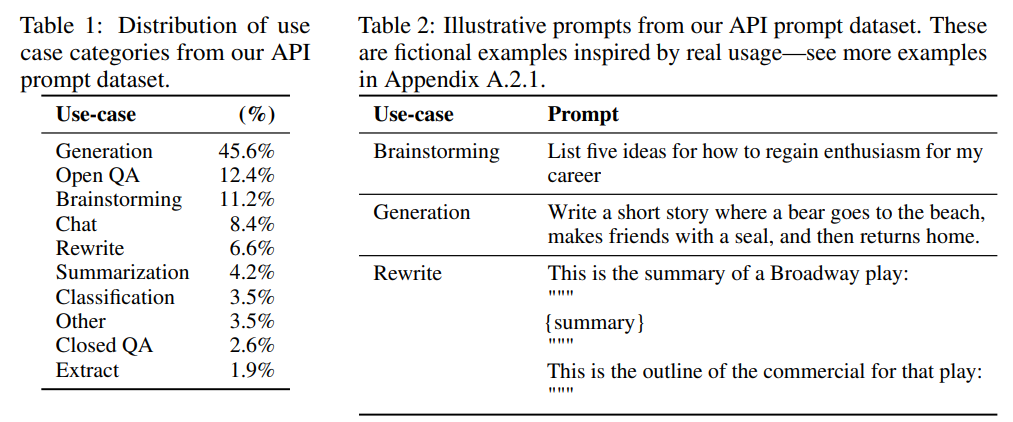 Table 1: Distribution of use
case categories from our API
prompt dataset.
Use-case (%)
Generation 45.6%
Open QA 12.4%
Brainstorming 11.2%
Chat 8.4%
Rewrite 6.6%
Summarization 4.2%
Classification 3.5%
Other 3.5%
Closed QA 2.6%
Extract 1.9%
Table 2: Illustrative prompts from our API prompt dataset. These
are fictional examples inspired by real usage—see more examples
in Appendix A.2.1.
Use-case Prompt
Brainstorming List five ideas for how to regain enthusiasm for my
career
Generation Write a short story where a bear goes to the beach,
makes friends with a seal, and then returns home.
Rewrite This is the summary of a Broadway play:
"""
{summary}
"""
This is the outline of the commercial for that play:
"""